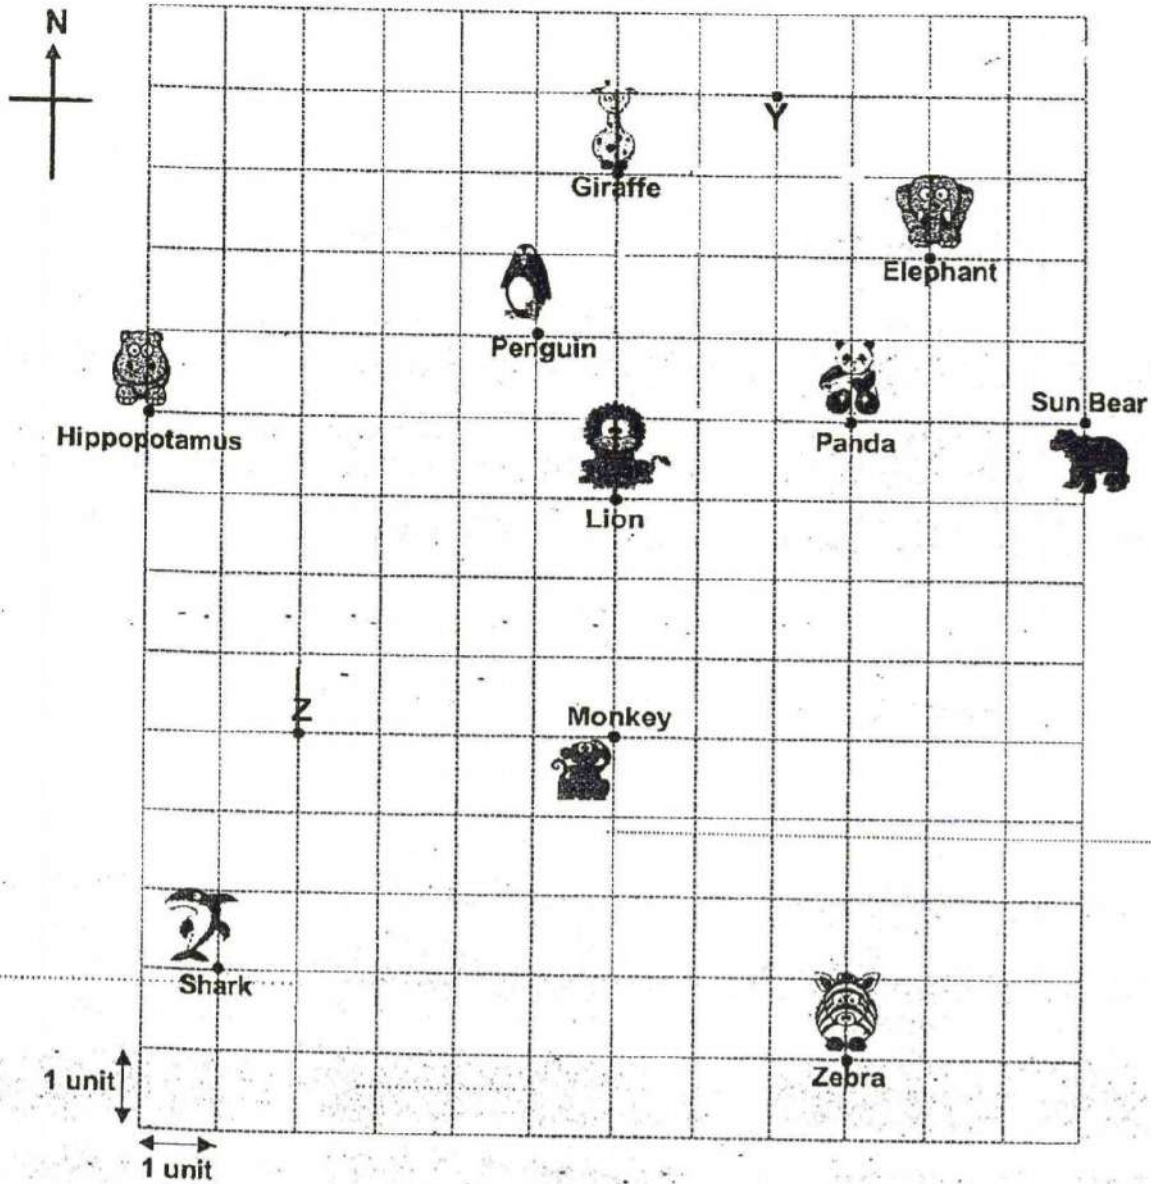 N
Y
Giraffe
Elephant
Penguin
Sun Bear
Hippopotamus
Panda
Lion
Z
Monkey
Shark
1 unit
Zebra
1 unit